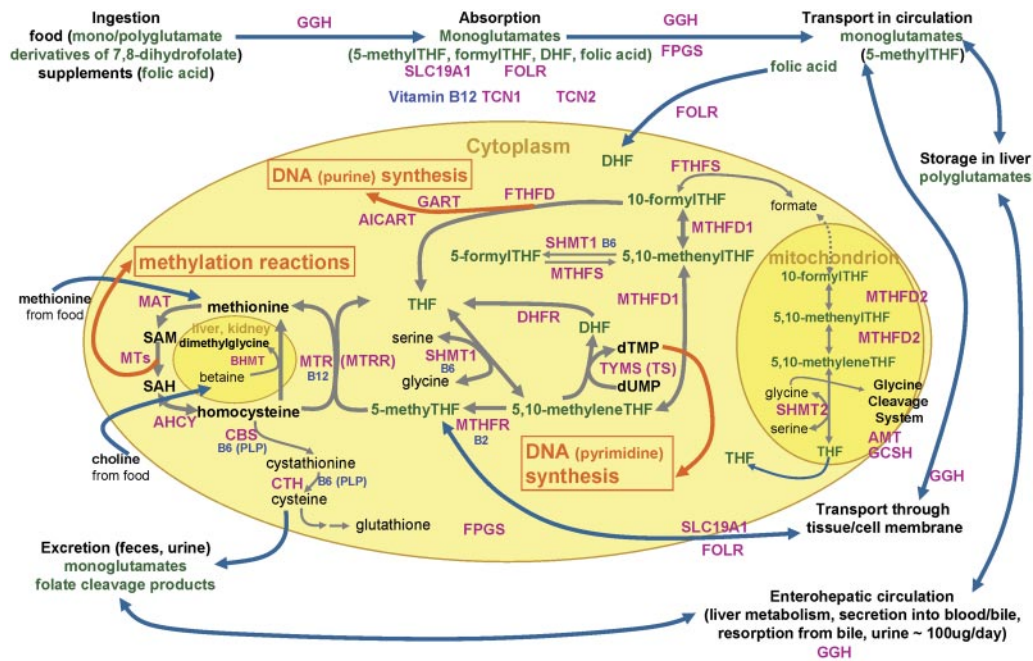 Ingestion
food (mono/polyglutamate
derivatives of 7,8-dihydrofolate)
supplements (folic acid)
GGH
Absorption
Monoglutamates
(5-methylTHF, formylTHF, DHF, folic acid)
SLC19A1 FOLR
Vitamin B12 TCN1 TCN2
GGH
FPGS
Transport in circulation
monoglutamates
(5-methylTHF)
folic acid
FOLR
Storage in liver
polyglutamates
Cytoplasm
DHF
DNA (purine) synthesis
GART
AICART
FTHFD
FTHFS
10-formylTHF
formate
MTHFD1
5-formylTHF
SHMT1 B6
MTHFS
5,10-methenylTHF
methylation reactions
mitochondrion
10-formylTHF
MTHFD2
5,10-methenylTHF
MTHFD2
5,10-methyleneTHF
glycine
Glycine
Cleavage
System
SHMT2
serine
THF
AMT
GCSH
methionine
from food
MAT
methionine
THF
MTHFD1
DHFR
DHF
SAM
liver, kidney
dimethylglycine
BHMT
betaine
MTs
SAH
MTR (MTRR)
B12
serine
SHMT1
B6
glycine
dTMP
TYMS (TS)
dUMP
AHCY
homocysteine
5-methyTHF
MTHFR
B2
5,10-methyleneTHF
choline
from food
CBS
B6 (PLP)
cystathionine
CTH
B6 (PLP)
cysteine
glutathione
DNA (pyrimidine)
synthesis
THF
FPGS
SLC19A1
FOLR
GGH
Transport through
tissue/cell membrane
Excretion (feces, urine)
monoglutamates
folate cleavage products
Enterohepatic circulation
(liver metabolism, secretion into blood/bile,
resorption from bile, urine ~ 100ug/day)
GGH